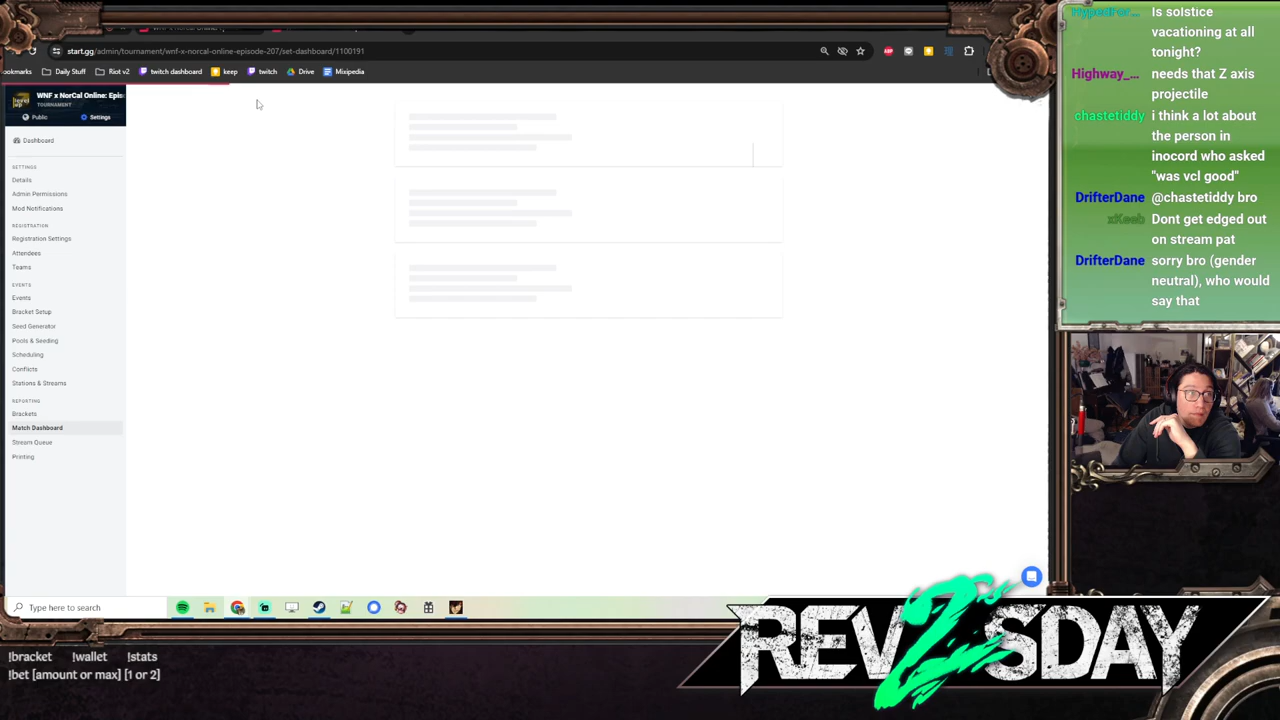 start.gg/admin/tournament/wnf-x-norcal-online-episode-207/set-dashboard/1100191
ookmarks Daily Stuff Riot v2 twitch dashboard keep twitch Drive Mixipedia
WNF x NorCal Online: Epis
TOURNAMENT
Public Settings
Dashboard
SETTINGS
Details
Admin Permissions
Mod Notifications
REGISTRATION
Registration Settings
Attendees
Teams
EVENTS
Events
Bracket Setup
Seed Generator
Pools & Seeding
Scheduling
Conflicts
Stations & Streams
REPORTING
Brackets
Match Dashboard
Stream Queue
Printing
Type here to search
Is solstice
vacationing at all
tonight?
Highway_... needs that Z axis
projectile
chastetiddy i think a lot about
the person in
inocord who asked
"was vcl good"
DrifterDane @chastetiddy bro
xKeeb Dont get edged out
on stream pat
DrifterDane sorry bro (gender
neutral), who would
say that
REV2'SDAY
!bracket !wallet !stats
!bet [amount or max] [1 or 2]